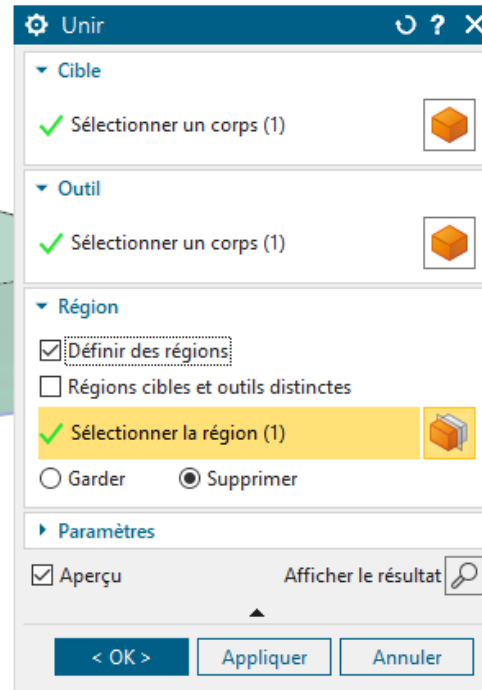 Unir
?
Cible
Sélectionner un corps (1)
Outil
Sélectionner un corps (1)
Région
Définir des régions
Régions cibles et outils distinctes
Sélectionner la région (1)
Garder Supprimer
Paramètres
Aperçu Afficher le résultat
< OK > Appliquer Annuler